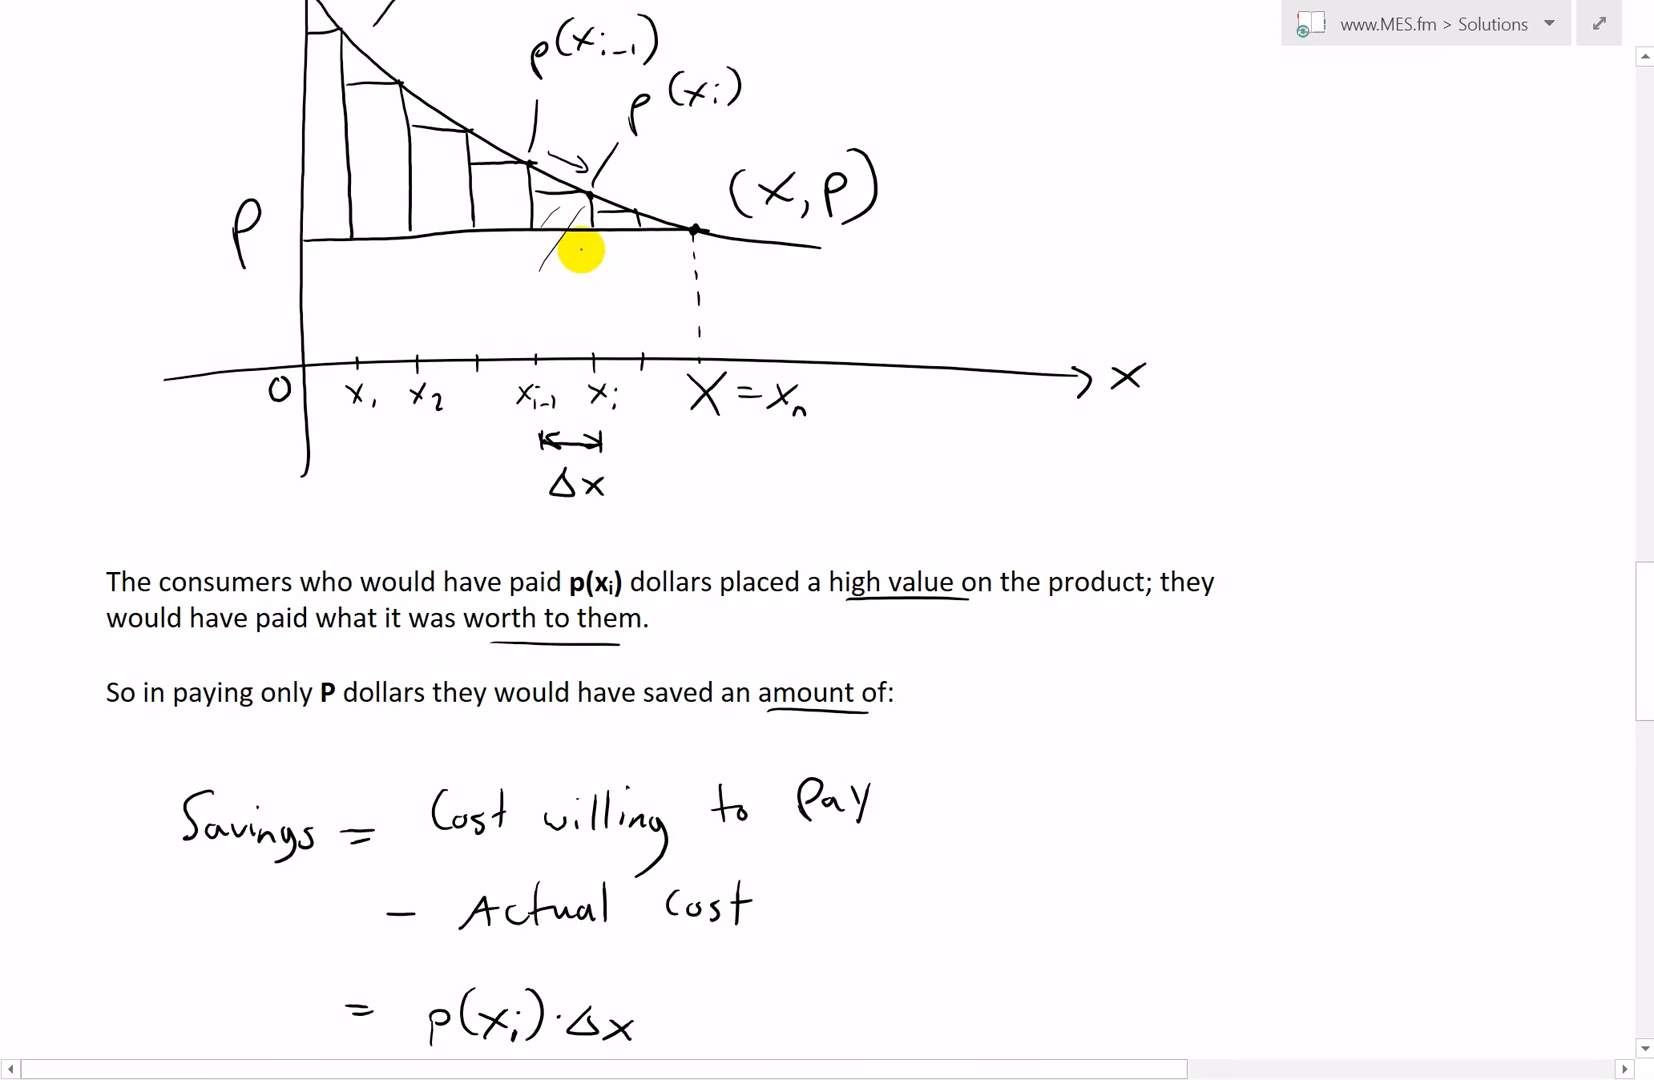 www.MES.fm > Solutions
p(xi-1)
p(xi)
(X, P)
P
0 x1 x2 xi-1 xi X = xn x
Δx
The consumers who would have paid p(xi) dollars placed a high value on the product; they
would have paid what it was worth to them.
So in paying only P dollars they would have saved an amount of:
Savings = Cost willing to Pay
- Actual Cost
= p(xi)·Δx